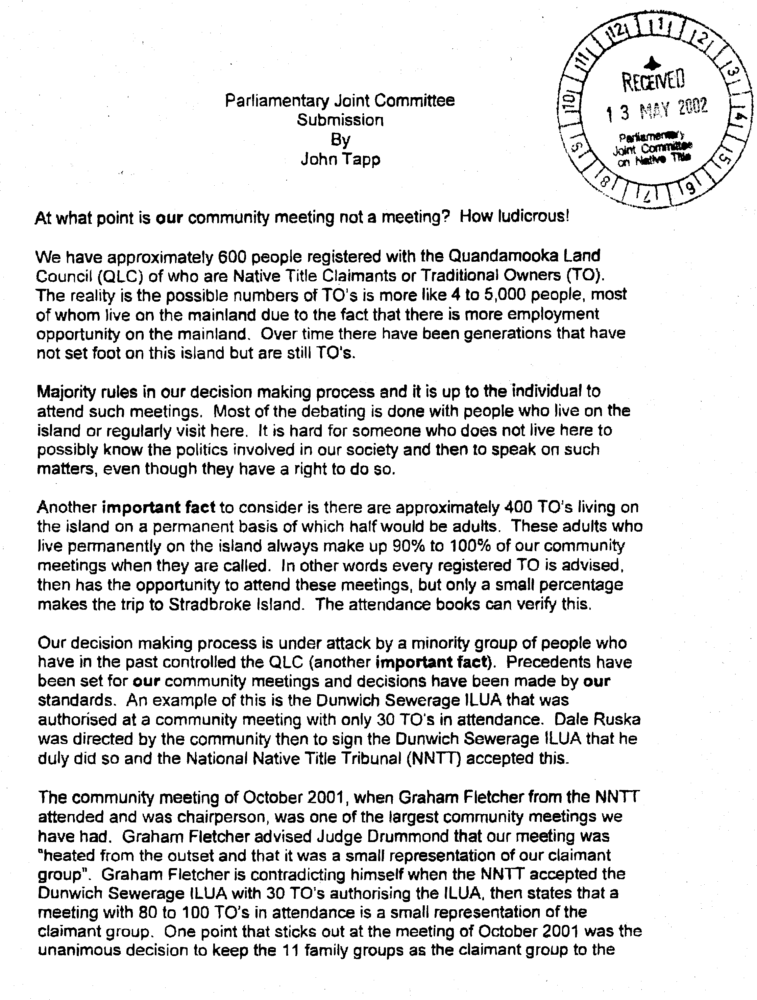 Parliamentary Joint Committee
Submission
By
John Tapp
12 1 2 3 4 5 6 7 8 9 10 11
RECEIVED
13 MAY 2002
Parliamentary
Joint Committee
on Native Title
At what point is our community meeting not a meeting? How ludicrous!
We have approximately 600 people registered with the Quandamooka Land
Council (QLC) of who are Native Title Claimants or Traditional Owners (TO).
The reality is the possible numbers of TO's is more like 4 to 5,000 people, most
of whom live on the mainland due to the fact that there is more employment
opportunity on the mainland. Over time there have been generations that have
not set foot on this island but are still TO's.
Majority rules in our decision making process and it is up to the individual to
attend such meetings. Most of the debating is done with people who live on the
island or regularly visit here. It is hard for someone who does not live here to
possibly know the politics involved in our society and then to speak on such
matters, even though they have a right to do so.
Another important fact to consider is there are approximately 400 TO's living on
the island on a permanent basis of which half would be adults. These adults who
live permanently on the island always make up 90% to 100% of our community
meetings when they are called. In other words every registered TO is advised,
then has the opportunity to attend these meetings, but only a small percentage
makes the trip to Stradbroke Island. The attendance books can verify this.
Our decision making process is under attack by a minority group of people who
have in the past controlled the QLC (another important fact). Precedents have
been set for our community meetings and decisions have been made by our
standards. An example of this is the Dunwich Sewerage ILUA that was
authorised at a community meeting with only 30 TO's in attendance. Dale Ruska
was directed by the community then to sign the Dunwich Sewerage ILUA that he
duly did so and the National Native Title Tribunal (NNTT) accepted this.
The community meeting of October 2001, when Graham Fletcher from the NNTT
attended and was chairperson, was one of the largest community meetings we
have had. Graham Fletcher advised Judge Drummond that our meeting was
"heated from the outset and that it was a small representation of our claimant
group". Graham Fletcher is contradicting himself when the NNTT accepted the
Dunwich Sewerage ILUA with 30 TO's authorising the ILUA, then states that a
meeting with 80 to 100 TO's in attendance is a small representation of the
claimant group. One point that sticks out at the meeting of October 2001 was the
unanimous decision to keep the 11 family groups as the claimant group to the